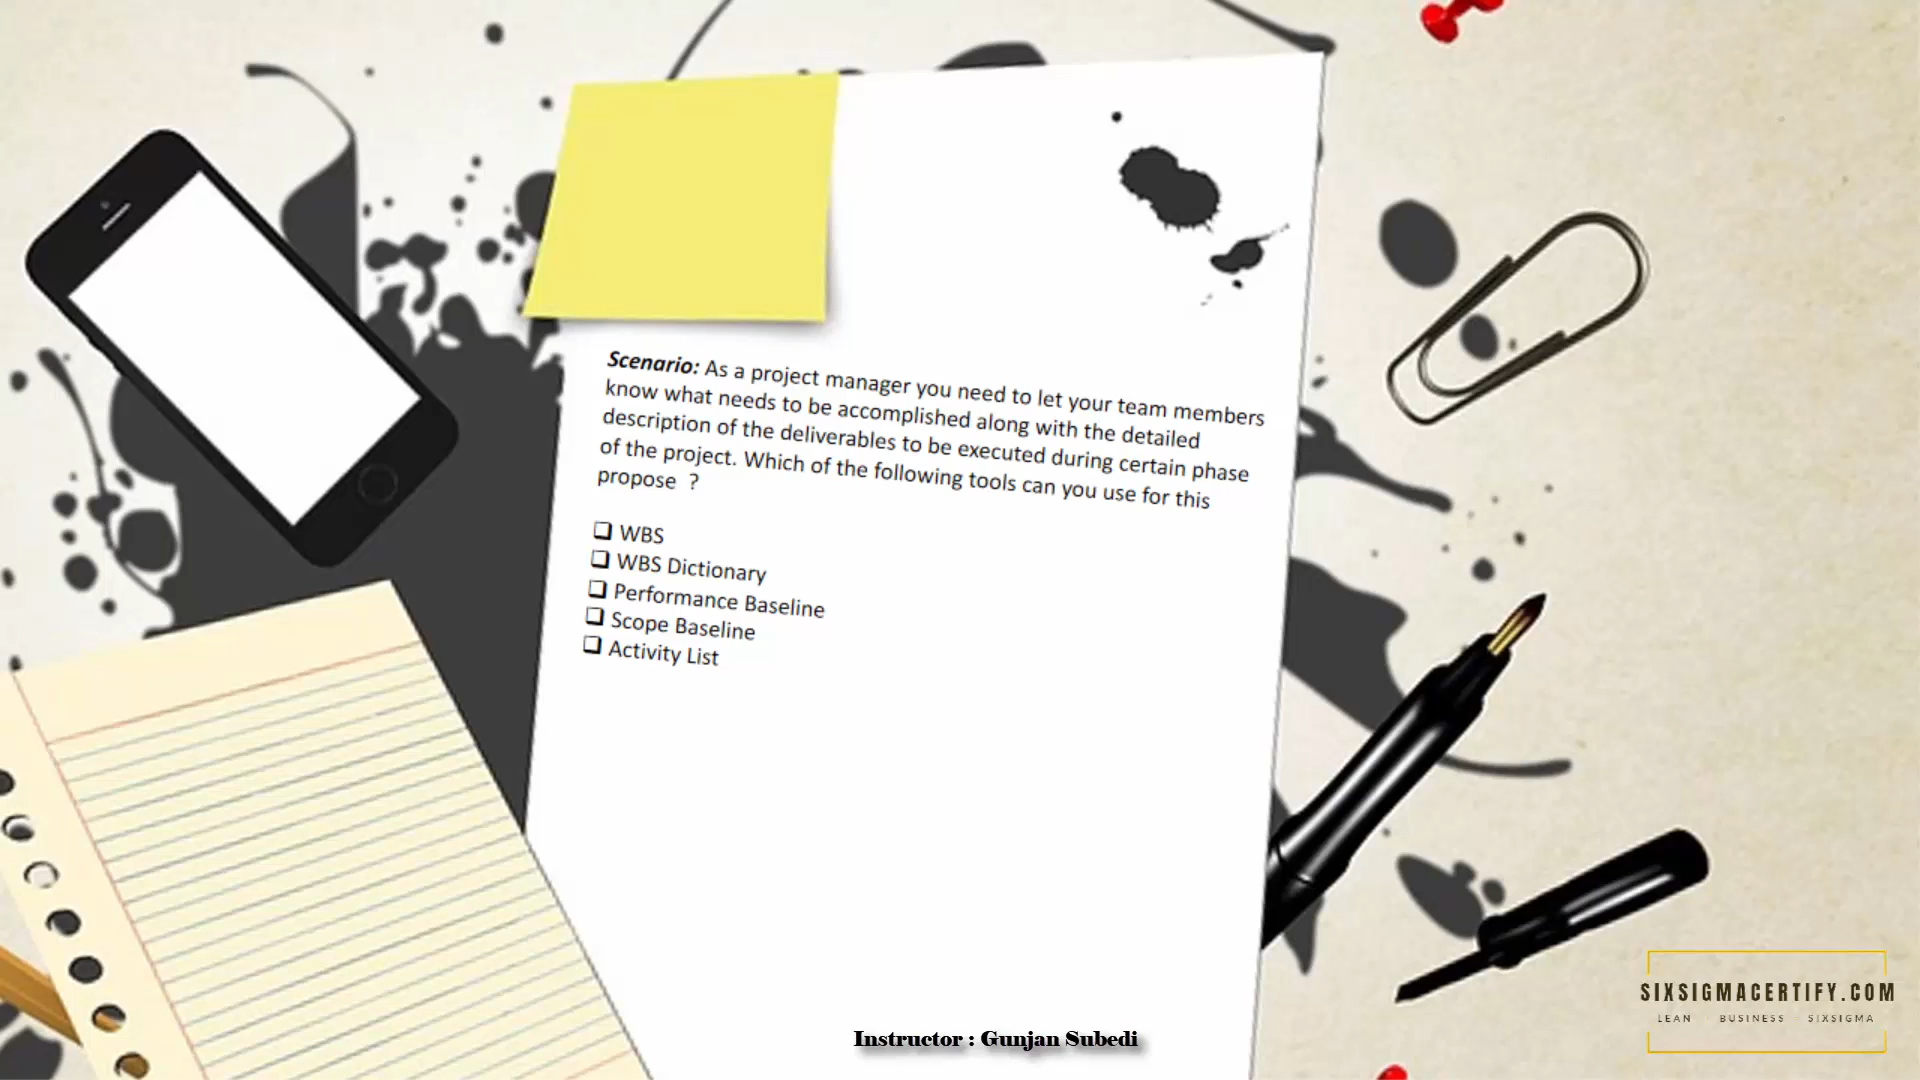 Scenario: As a project manager you need to let your team members
know what needs to be accomplished along with the detailed
description of the deliverables to be executed during certain phase
of the project. Which of the following tools can you use for this
propose ?
❑ WBS
❑ WBS Dictionary
❑ Performance Baseline
❑ Scope Baseline
❑ Activity List
SIXSIGMACERTIFY.COM
LEAN BUSINESS SIXSIGMA
Instructor : Gunjan Subedi